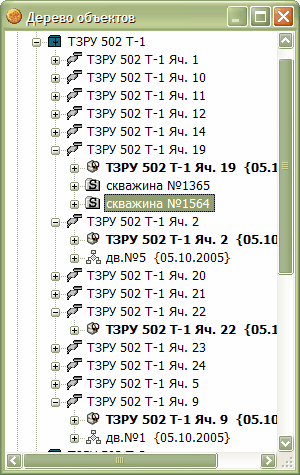 Дерево объектов
ТЗРУ 502 Т-1
ТЗРУ 502 Т-1 Яч. 1
ТЗРУ 502 Т-1 Яч. 10
ТЗРУ 502 Т-1 Яч. 11
ТЗРУ 502 Т-1 Яч. 12
ТЗРУ 502 Т-1 Яч. 14
ТЗРУ 502 Т-1 Яч. 19
ТЗРУ 502 Т-1 Яч. 19 {05.
скважина №1365
скважина №1564
ТЗРУ 502 Т-1 Яч. 2
ТЗРУ 502 Т-1 Яч. 2 {05.10
дв.№5 {05.10.2005}
ТЗРУ 502 Т-1 Яч. 20
ТЗРУ 502 Т-1 Яч. 21
ТЗРУ 502 Т-1 Яч. 22
ТЗРУ 502 Т-1 Яч. 22 {05.
ТЗРУ 502 Т-1 Яч. 23
ТЗРУ 502 Т-1 Яч. 24
ТЗРУ 502 Т-1 Яч. 5
ТЗРУ 502 Т-1 Яч. 9
ТЗРУ 502 Т-1 Яч. 9 {05.10
дв.№1 {05.10.2005}